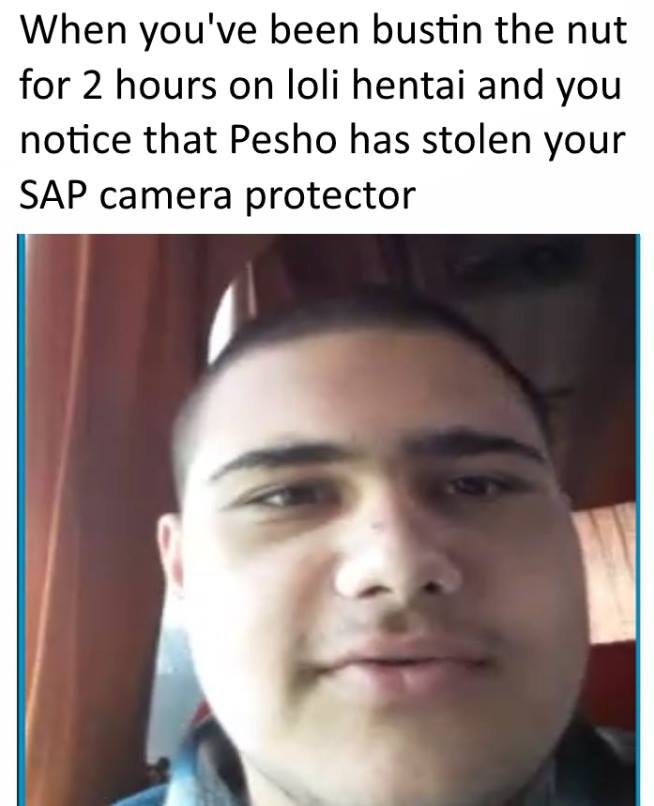 When you've been bustin the nut
for 2 hours on loli hentai and you
notice that Pesho has stolen your
SAP camera protector